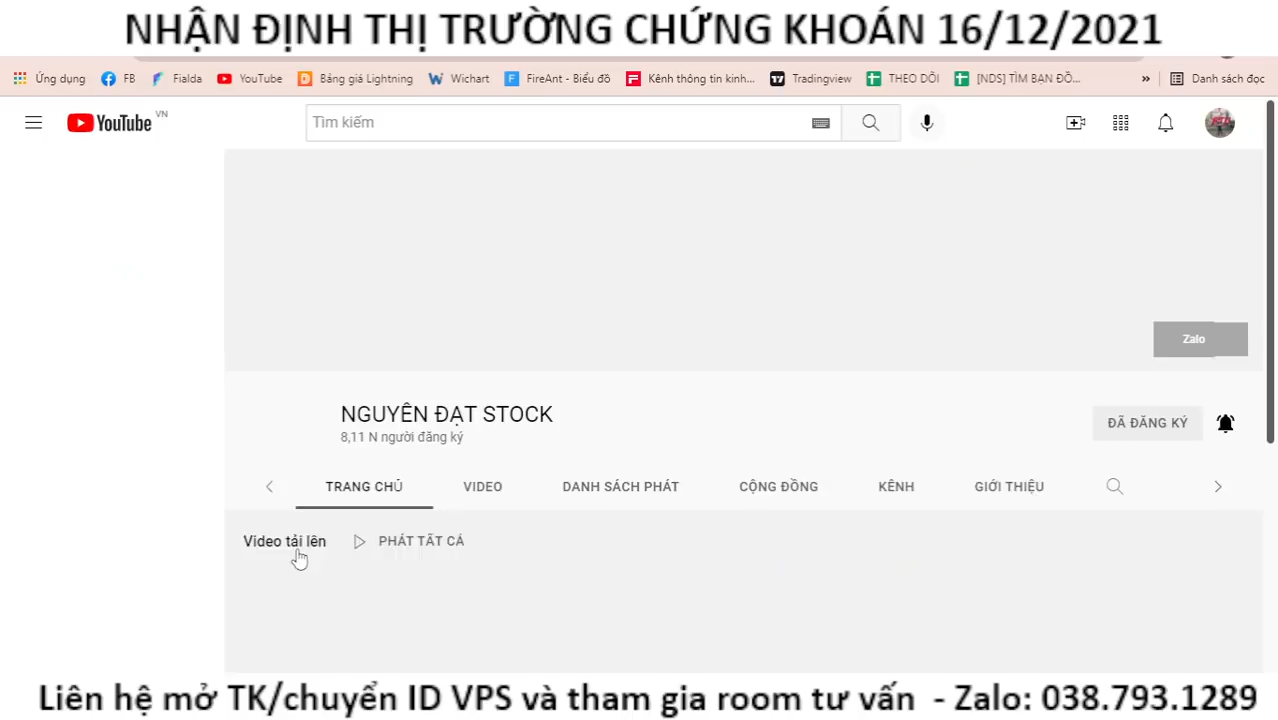 NHẬN ĐỊNH THỊ TRƯỜNG CHỨNG KHOÁN 16/12/2021
Ứng dụng FB Fialda YouTube Bảng giá Lightning Wichart FireAnt - Biểu đồ Kênh thông tin kinh... Tradingview THEO DÕI [NDS] TÌM BẠN ĐỒ... » Danh sách đọc
YouTube VN Tìm kiếm
Zalo
NGUYÊN ĐẠT STOCK
8,11 N người đăng ký
ĐÃ ĐĂNG KÝ
TRANG CHỦ VIDEO DANH SÁCH PHÁT CỘNG ĐỒNG KÊNH GIỚI THIỆU
Video tải lên PHÁT TẤT CẢ
Liên hệ mở TK/chuyển ID VPS và tham gia room tư vấn - Zalo: 038.793.1289